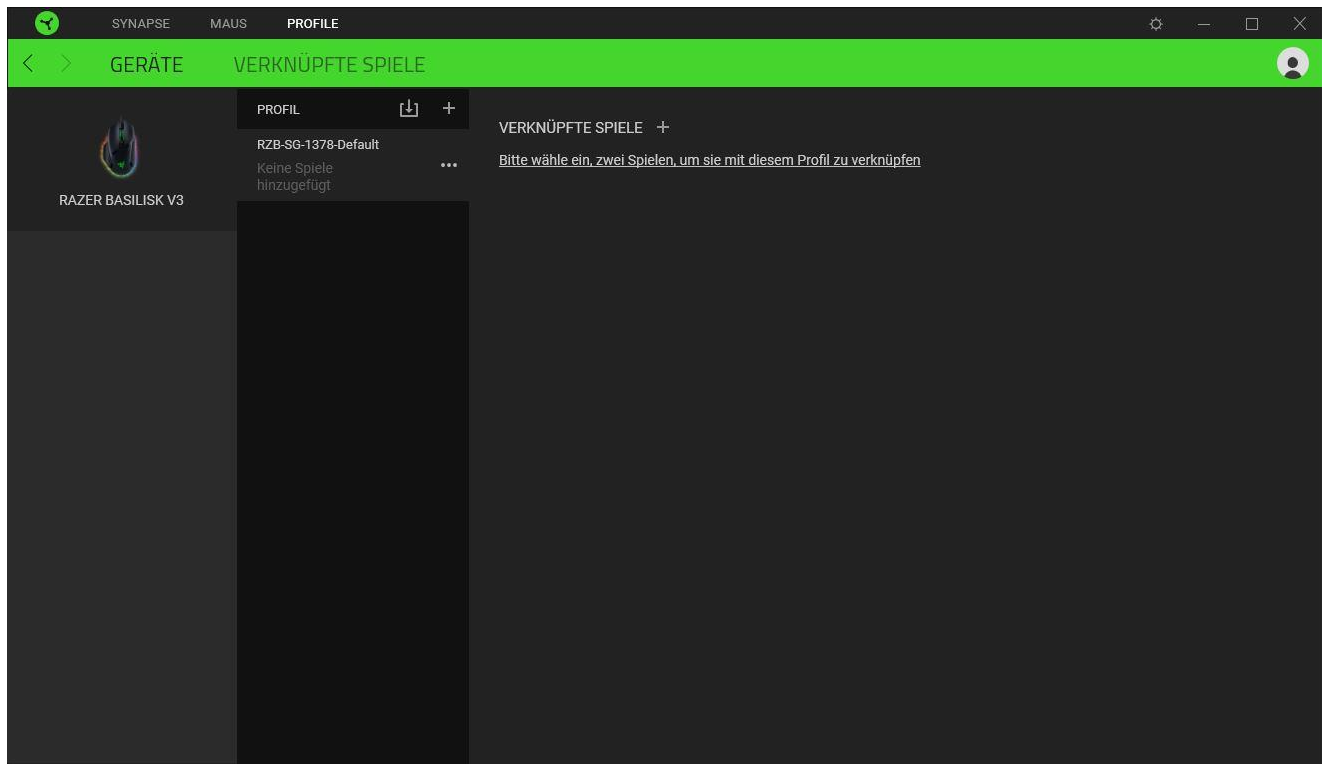 SYNAPSE MAUS PROFILE
GERÄTE VERKNÜPFTE SPIELE
RAZER BASILISK V3
PROFIL
RZB-SG-1378-Default
Keine Spiele
hinzugefügt
VERKNÜPFTE SPIELE
Bitte wähle ein, zwei Spielen, um sie mit diesem Profil zu verknüpfen